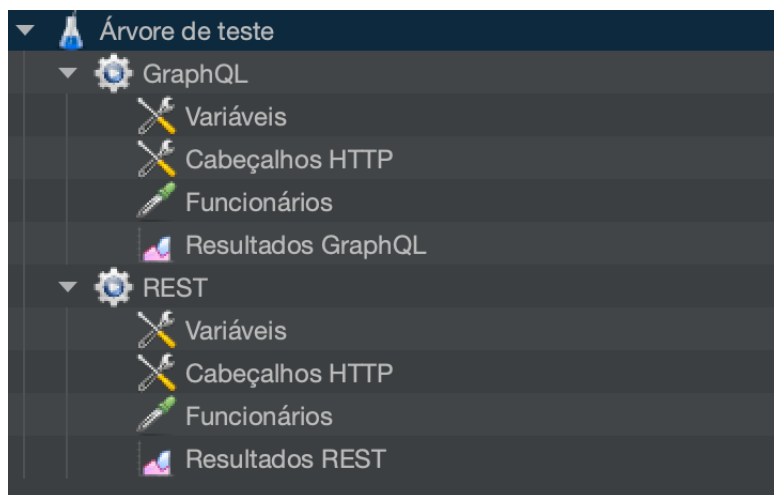 Árvore de teste
GraphQL
Variáveis
Cabeçalhos HTTP
Funcionários
Resultados GraphQL
REST
Variáveis
Cabeçalhos HTTP
Funcionários
Resultados REST